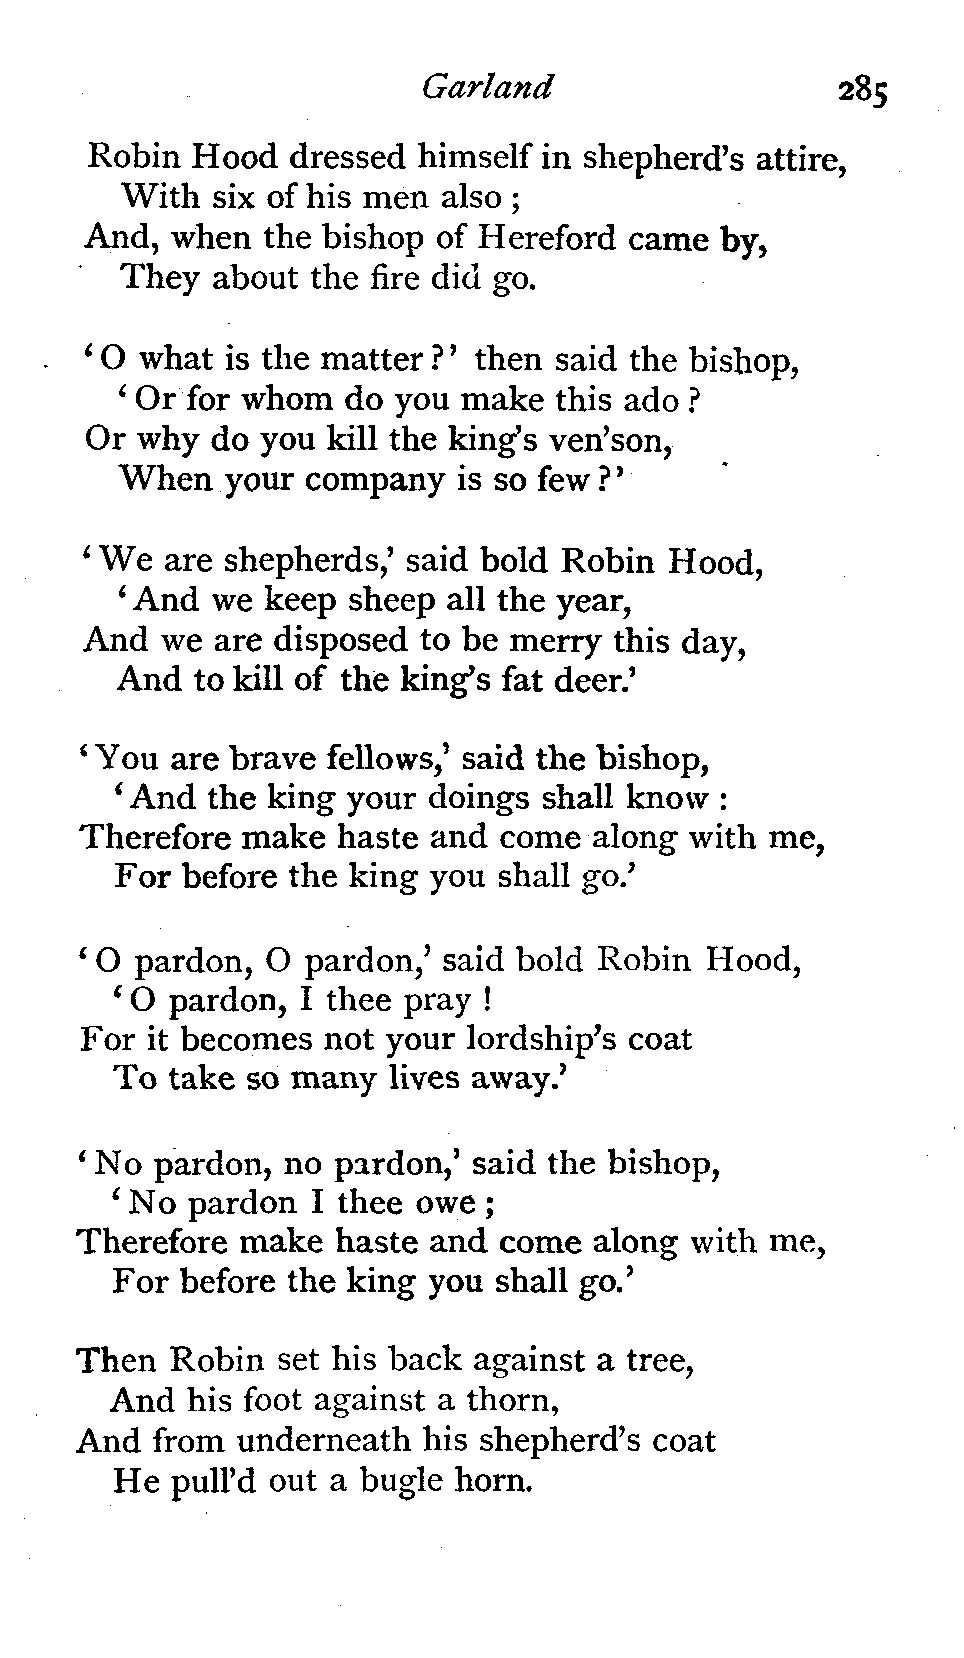 Garland 285
Robin Hood dressed himself in shepherd's attire,
With six of his men also ;
And, when the bishop of Hereford came by,
They about the fire did go.
‘O what is the matter?’ then said the bishop,
‘Or for whom do you make this ado?
Or why do you kill the king's ven'son,
When your company is so few?’
‘We are shepherds,’ said bold Robin Hood,
‘And we keep sheep all the year,
And we are disposed to be merry this day,
And to kill of the king's fat deer.’
‘You are brave fellows,’ said the bishop,
‘And the king your doings shall know :
Therefore make haste and come along with me,
For before the king you shall go.’
‘O pardon, O pardon,’ said bold Robin Hood,
‘O pardon, I thee pray !
For it becomes not your lordship's coat
To take so many lives away.’
‘No pardon, no pardon,’ said the bishop,
‘No pardon I thee owe ;
Therefore make haste and come along with me,
For before the king you shall go.’
Then Robin set his back against a tree,
And his foot against a thorn,
And from underneath his shepherd's coat
He pull'd out a bugle horn.